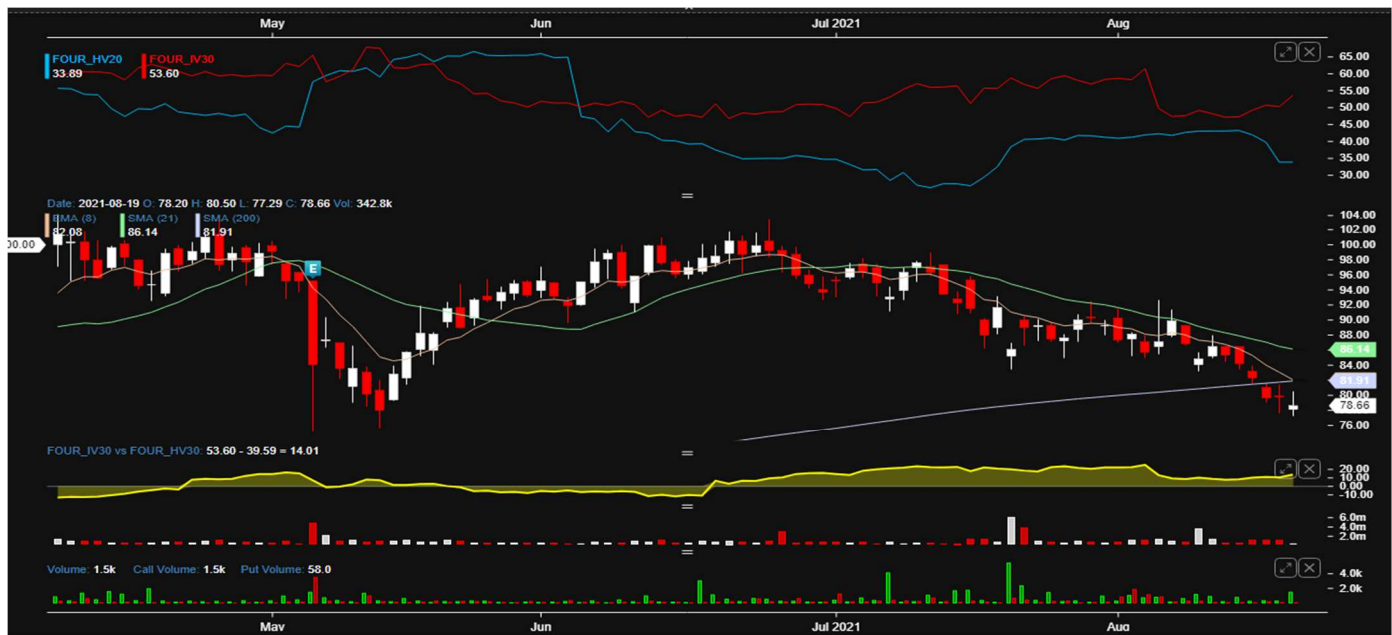 May Jun Jul 2021 Aug
FOUR_HV20 FOUR_IV30
33.89 53.60
65.00
60.00
55.00
50.00
45.00
40.00
35.00
30.00
Date: 2021-08-19 O: 78.20 H: 80.50 L: 77.29 C: 78.66 Vol: 342.8k
EMA (8) SMA (21) SMA (200)
82.08 86.14 81.91
00.00
104.00
102.00
100.00
98.00
96.00
94.00
92.00
90.00
88.00
86.14
84.00
81.91
80.00
78.66
76.00
FOUR_IV30 vs FOUR_HV30: 53.60 - 39.59 = 14.01
20.00
10.00
0.00
-10.00
6.0m
4.0m
2.0m
Volume: 1.5k Call Volume: 1.5k Put Volume: 58.0
E
4.0k
2.0k
May Jun Jul 2021 Aug